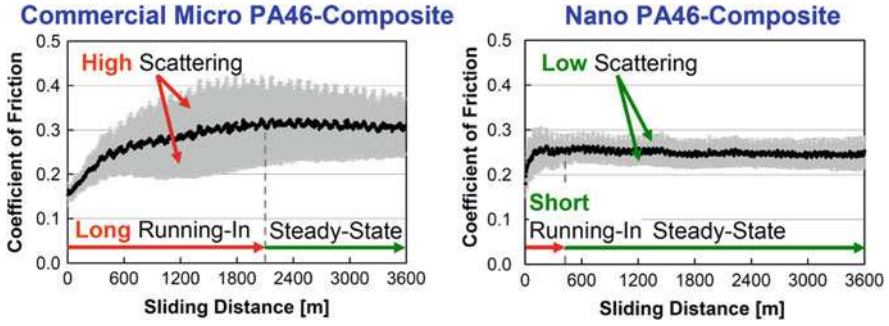 Commercial Micro PA46-Composite
0.5
0.4
0.3
0.2
0.1
0.0
Coefficient of Friction
High Scattering
Long Running-In
Steady-State
0
600
1200
1800
2400
3000
3600
Sliding Distance [m]
Nano PA46-Composite
0.5
0.4
0.3
0.2
0.1
0.0
Coefficient of Friction
Low Scattering
Short
Running-In
Steady-State
0
600
1200
1800
2400
3000
3600
Sliding Distance [m]